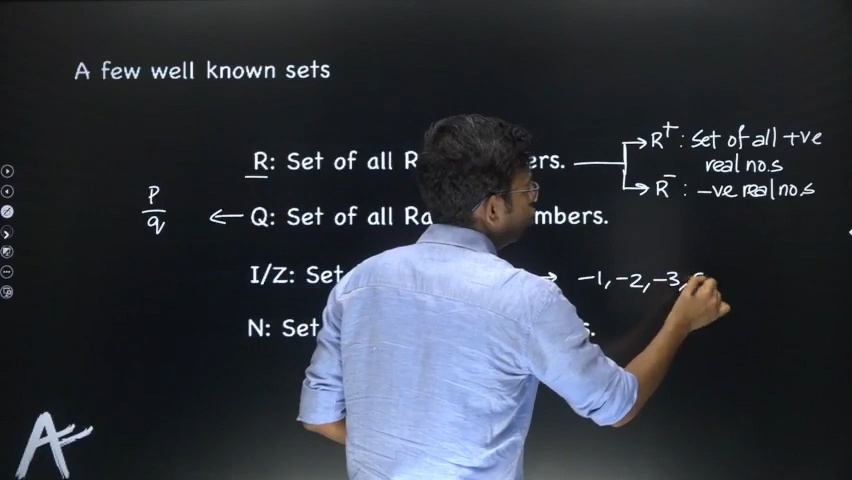 A few well known sets
R: Set of all R ers.
R+ : Set of all +ve
real no.s
R- : -ve real no.s
P
q
← Q: Set of all Ra mbers.
I/Z: Set → -1, -2, -3,
N: Set s.
A